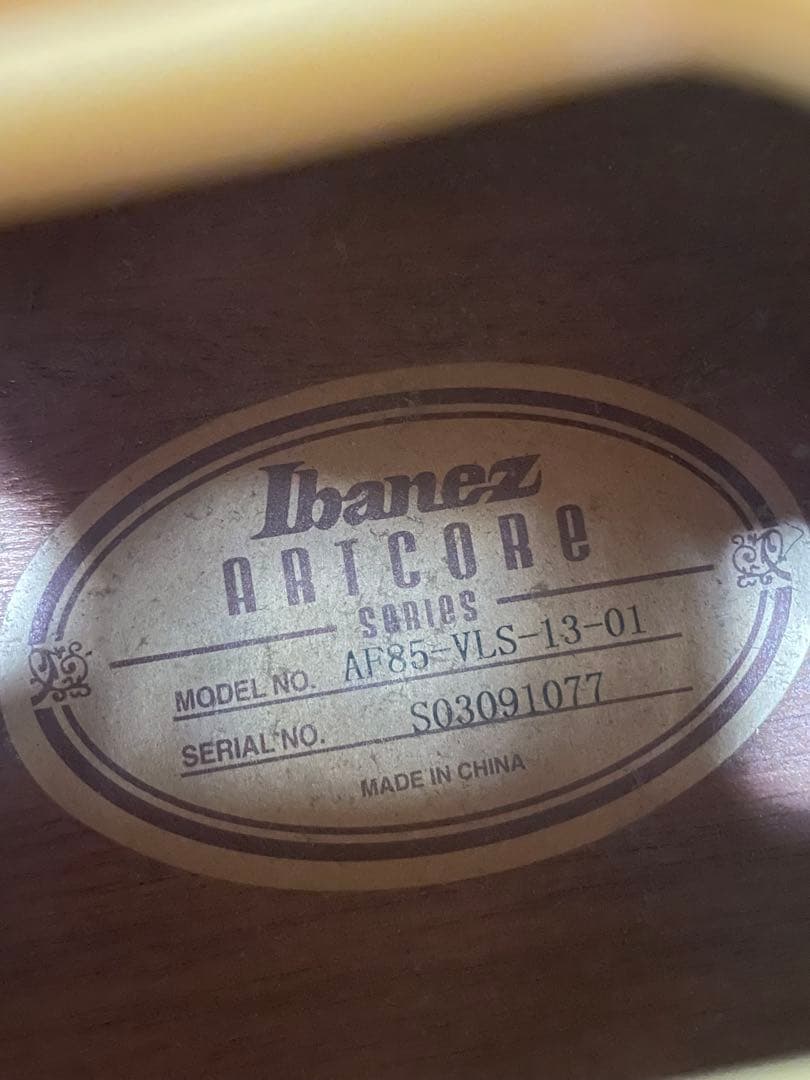 Ibanez
ARTCORE
SERIES
MODEL NO. AF85-VLS-13-01
SERIAL NO. S03091077
MADE IN CHINA